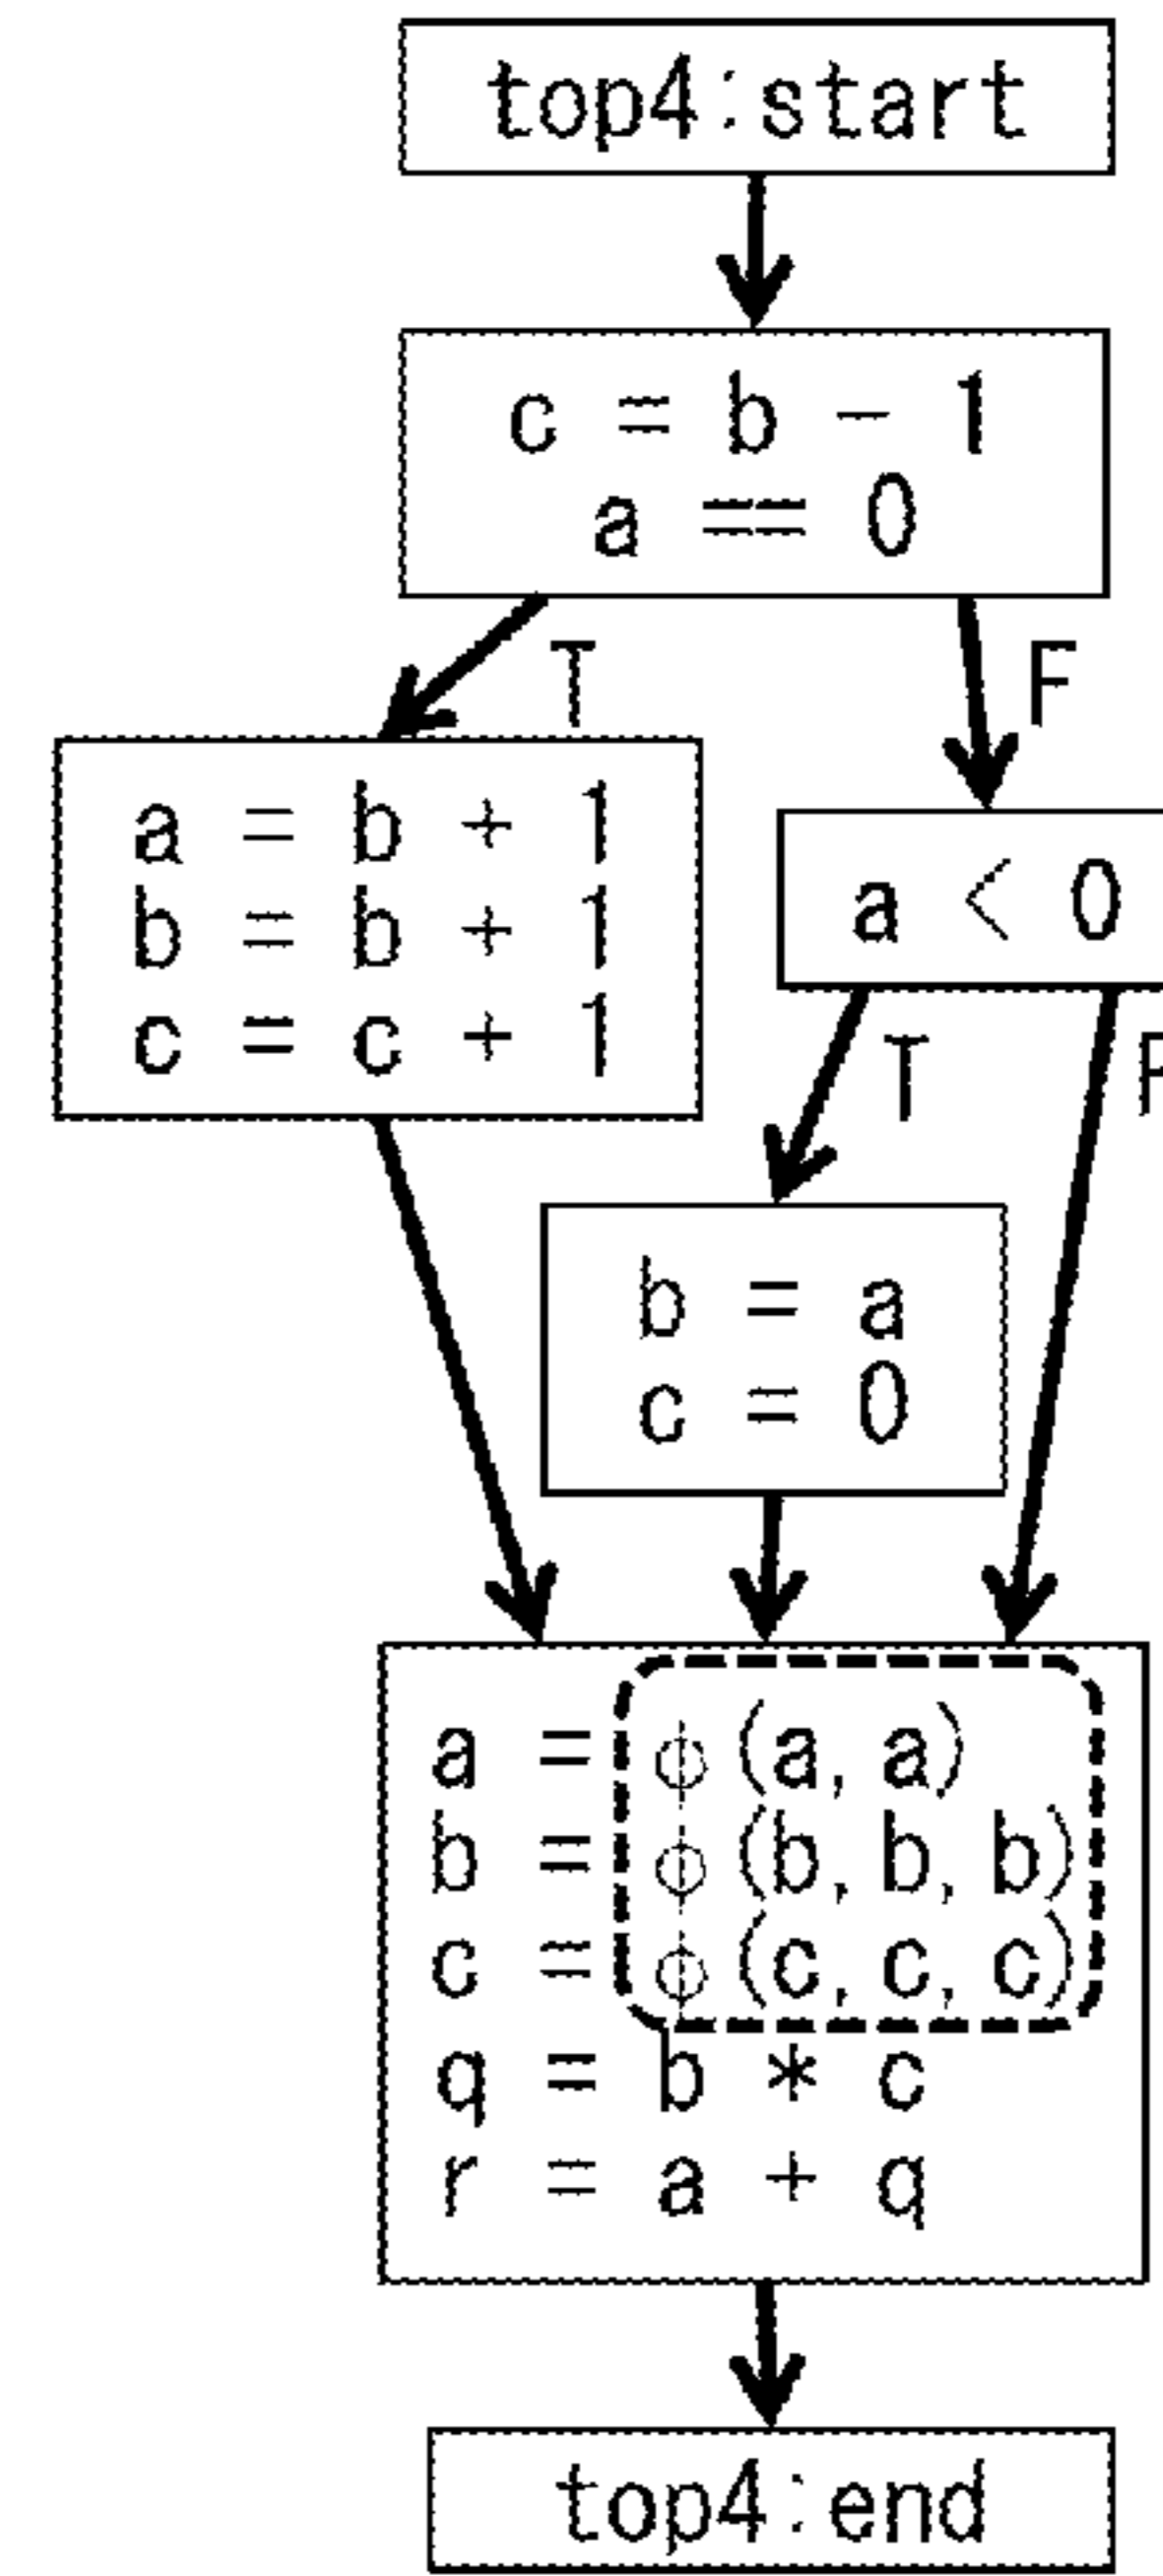 top4:start
c = b - 1
a == 0
T
F
a = b + 1
b = b + 1
c = c + 1
a < 0
T
b = a
c = 0
a = φ(a, a)
b = φ(b, b, b)
c = φ(c, c, c)
q = b * c
r = a + q
top4:end